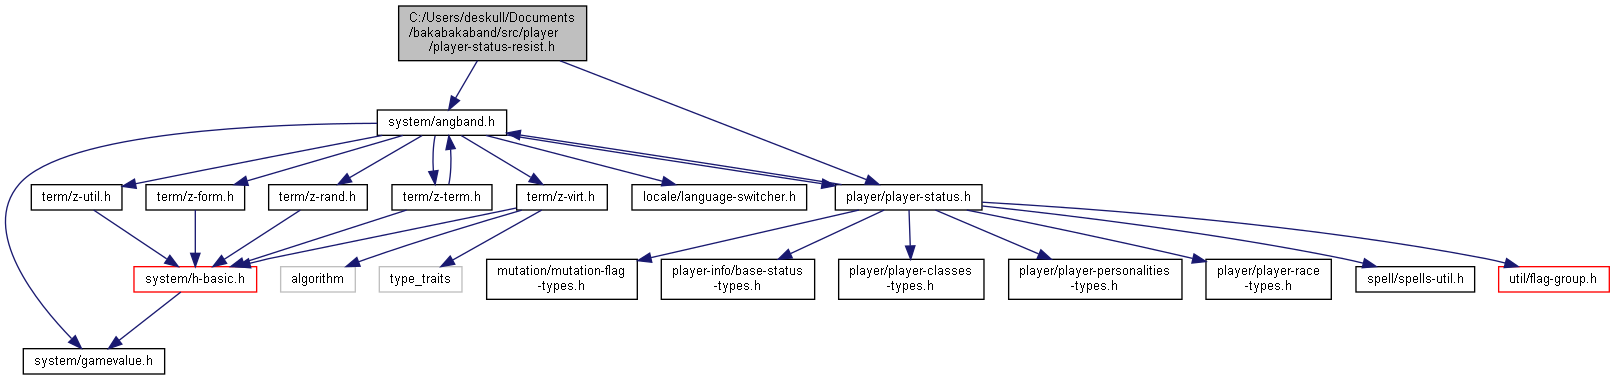 C:/Users/deskull/Documents
/bakabakaband/src/player
/player-status-resist.h
system/angband.h
term/z-util.h
term/z-form.h
term/z-rand.h
term/z-term.h
term/z-virt.h
locale/language-switcher.h
player/player-status.h
system/h-basic.h
algorithm
type_traits
mutation/mutation-flag
-types.h
player-info/base-status
-types.h
player/player-classes
-types.h
player/player-personalities
-types.h
player/player-race
-types.h
spell/spells-util.h
util/flag-group.h
system/gamevalue.h